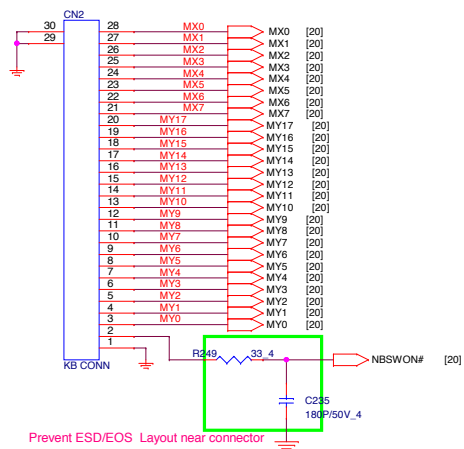 CN2
30 28 MX0 MX0 [20]
29 27 MX1 MX1 [20]
26 MX2 MX2 [20]
25 MX3 MX3 [20]
24 MX4 MX4 [20]
23 MX5 MX5 [20]
22 MX6 MX6 [20]
21 MX7 MX7 [20]
20 MY17 MY17 [20]
19 MY16 MY16 [20]
18 MY15 MY15 [20]
17 MY14 MY14 [20]
16 MY13 MY13 [20]
15 MY12 MY12 [20]
14 MY11 MY11 [20]
13 MY10 MY10 [20]
12 MY9 MY9 [20]
11 MY8 MY8 [20]
10 MY7 MY7 [20]
9 MY6 MY6 [20]
8 MY5 MY5 [20]
7 MY4 MY4 [20]
6 MY3 MY3 [20]
5 MY2 MY2 [20]
4 MY1 MY1 [20]
3 MY0 MY0 [20]
2
1
R249 33_4
NBSWON# [20]
KB CONN
C235
180P/50V_4
Prevent ESD/EOS Layout near connector